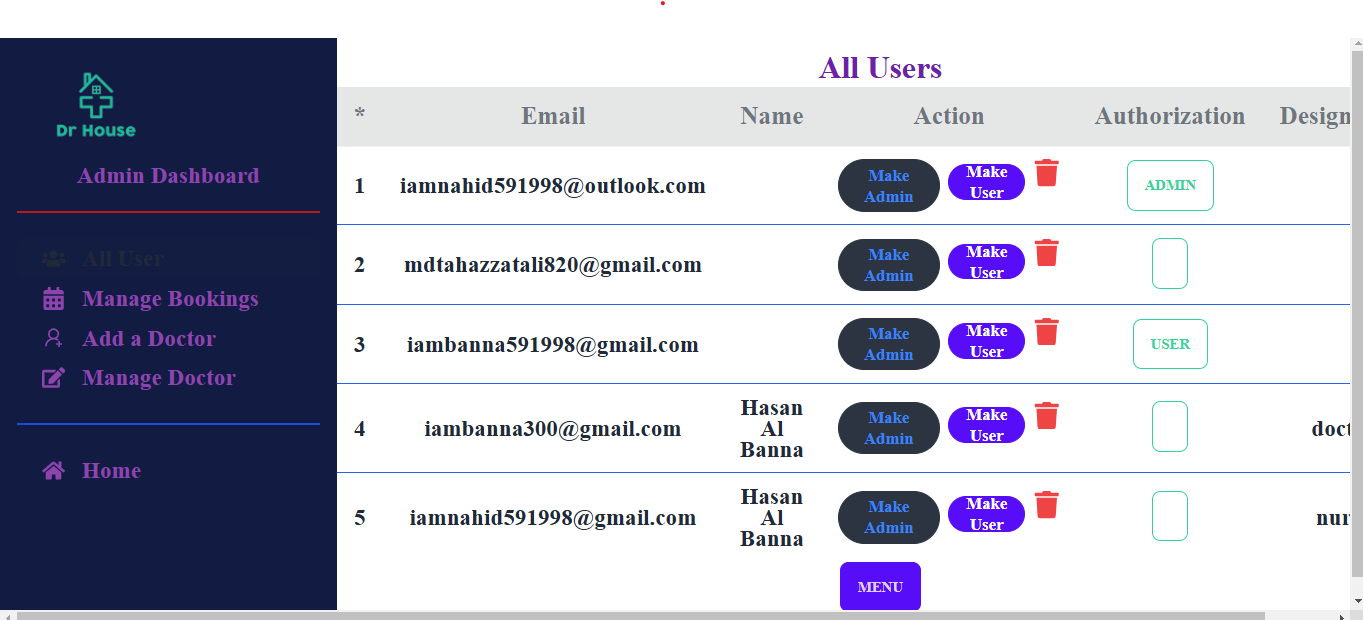 Dr House
Admin Dashboard
All User
Manage Bookings
Add a Doctor
Manage Doctor
Home
All Users
* Email Name Action Authorization Design
1 iamnahid591998@outlook.com Make Admin Make User ADMIN
2 mdtahazzatali820@gmail.com Make Admin Make User
3 iambanna591998@gmail.com Make Admin Make User USER
4 iambanna300@gmail.com Hasan Al Banna Make Admin Make User doct
5 iamnahid591998@gmail.com Hasan Al Banna Make Admin Make User nur
MENU